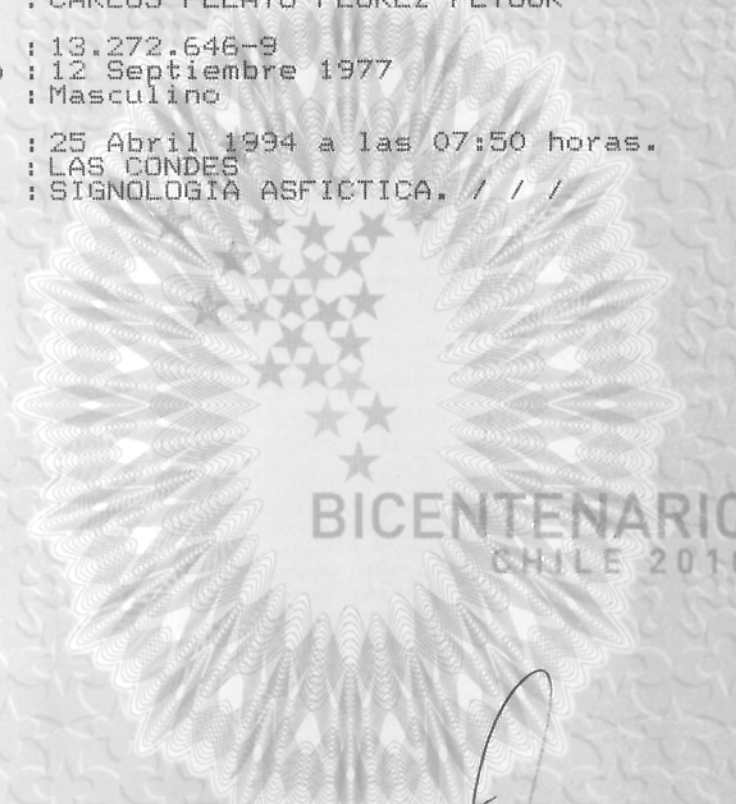 : 13.272.646-9
: 12 Septiembre 1977
: Masculino
: 25 Abril 1994 a las 07:50 horas.
: LAS CONDES
: SIGNOLOGIA ASFICTICA. / / /
BICENTENARIO
CHILE 2010